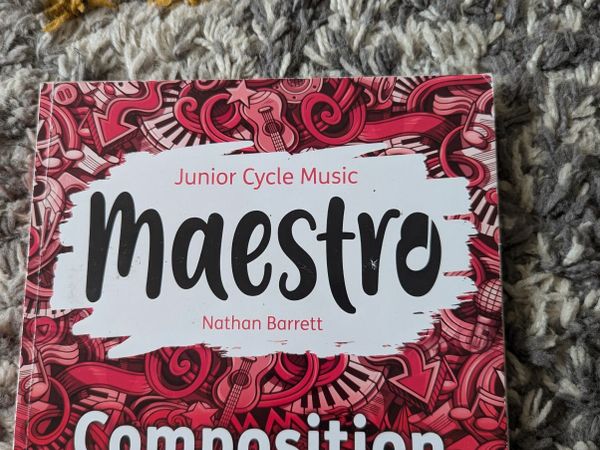 Junior Cycle Music
maestro
Nathan Barrett
Composition